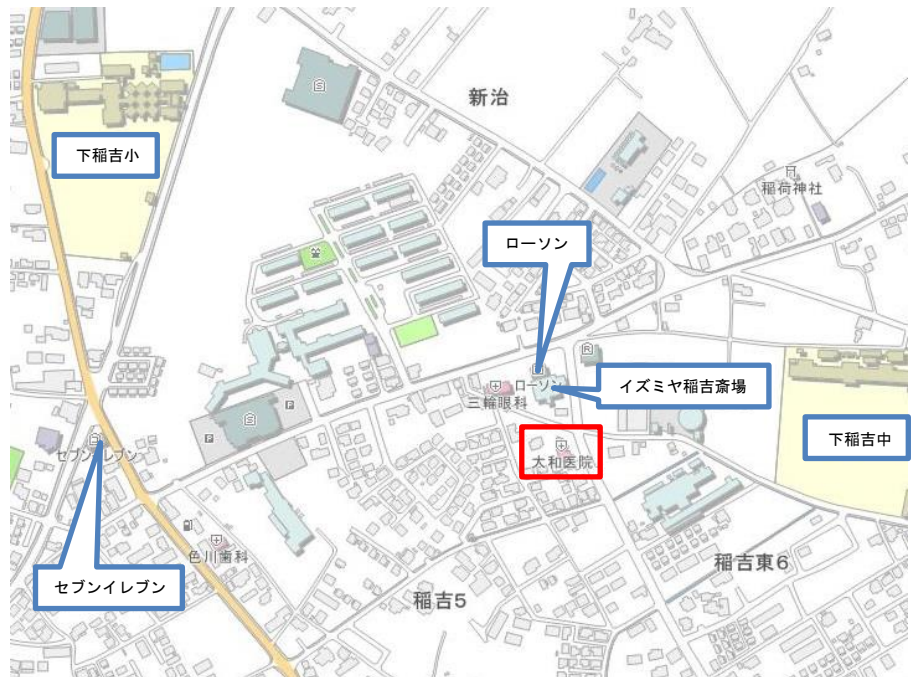 新治
下稲吉小
稲荷神社
ローソン
ローソン
イズミヤ稲吉斎場
三輪眼科
下稲吉中
セブンイレブン
大和医院
P
P
R
色川歯科
稲吉東6
セブンイレブン
稲吉5